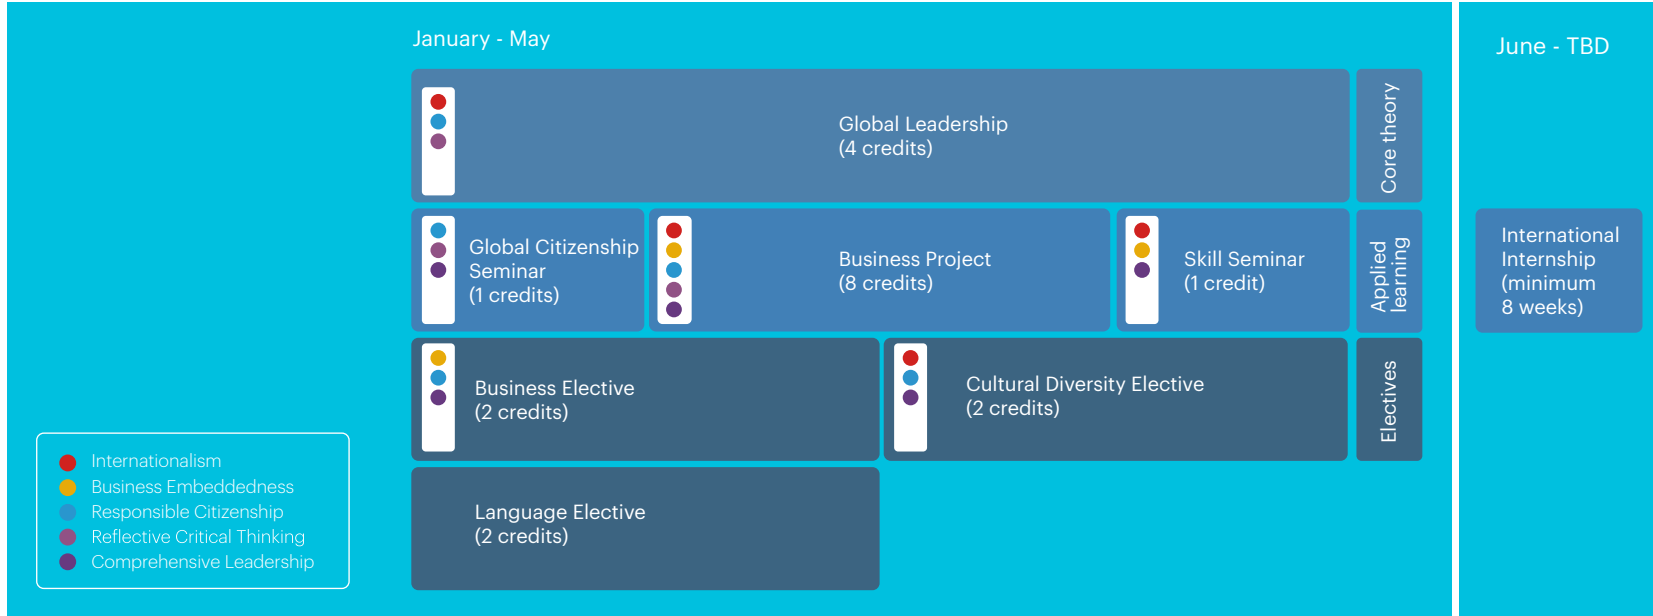 January - May
June - TBD
Global Leadership
(4 credits)
Core theory
Global Citizenship
Seminar
(1 credits)
Business Project
(8 credits)
Skill Seminar
(1 credit)
Applied
learning
International
Internship
(minimum
8 weeks)
Business Elective
(2 credits)
Cultural Diversity Elective
(2 credits)
Electives
Language Elective
(2 credits)
Internationalism
Business Embeddedness
Responsible Citizenship
Reflective Critical Thinking
Comprehensive Leadership